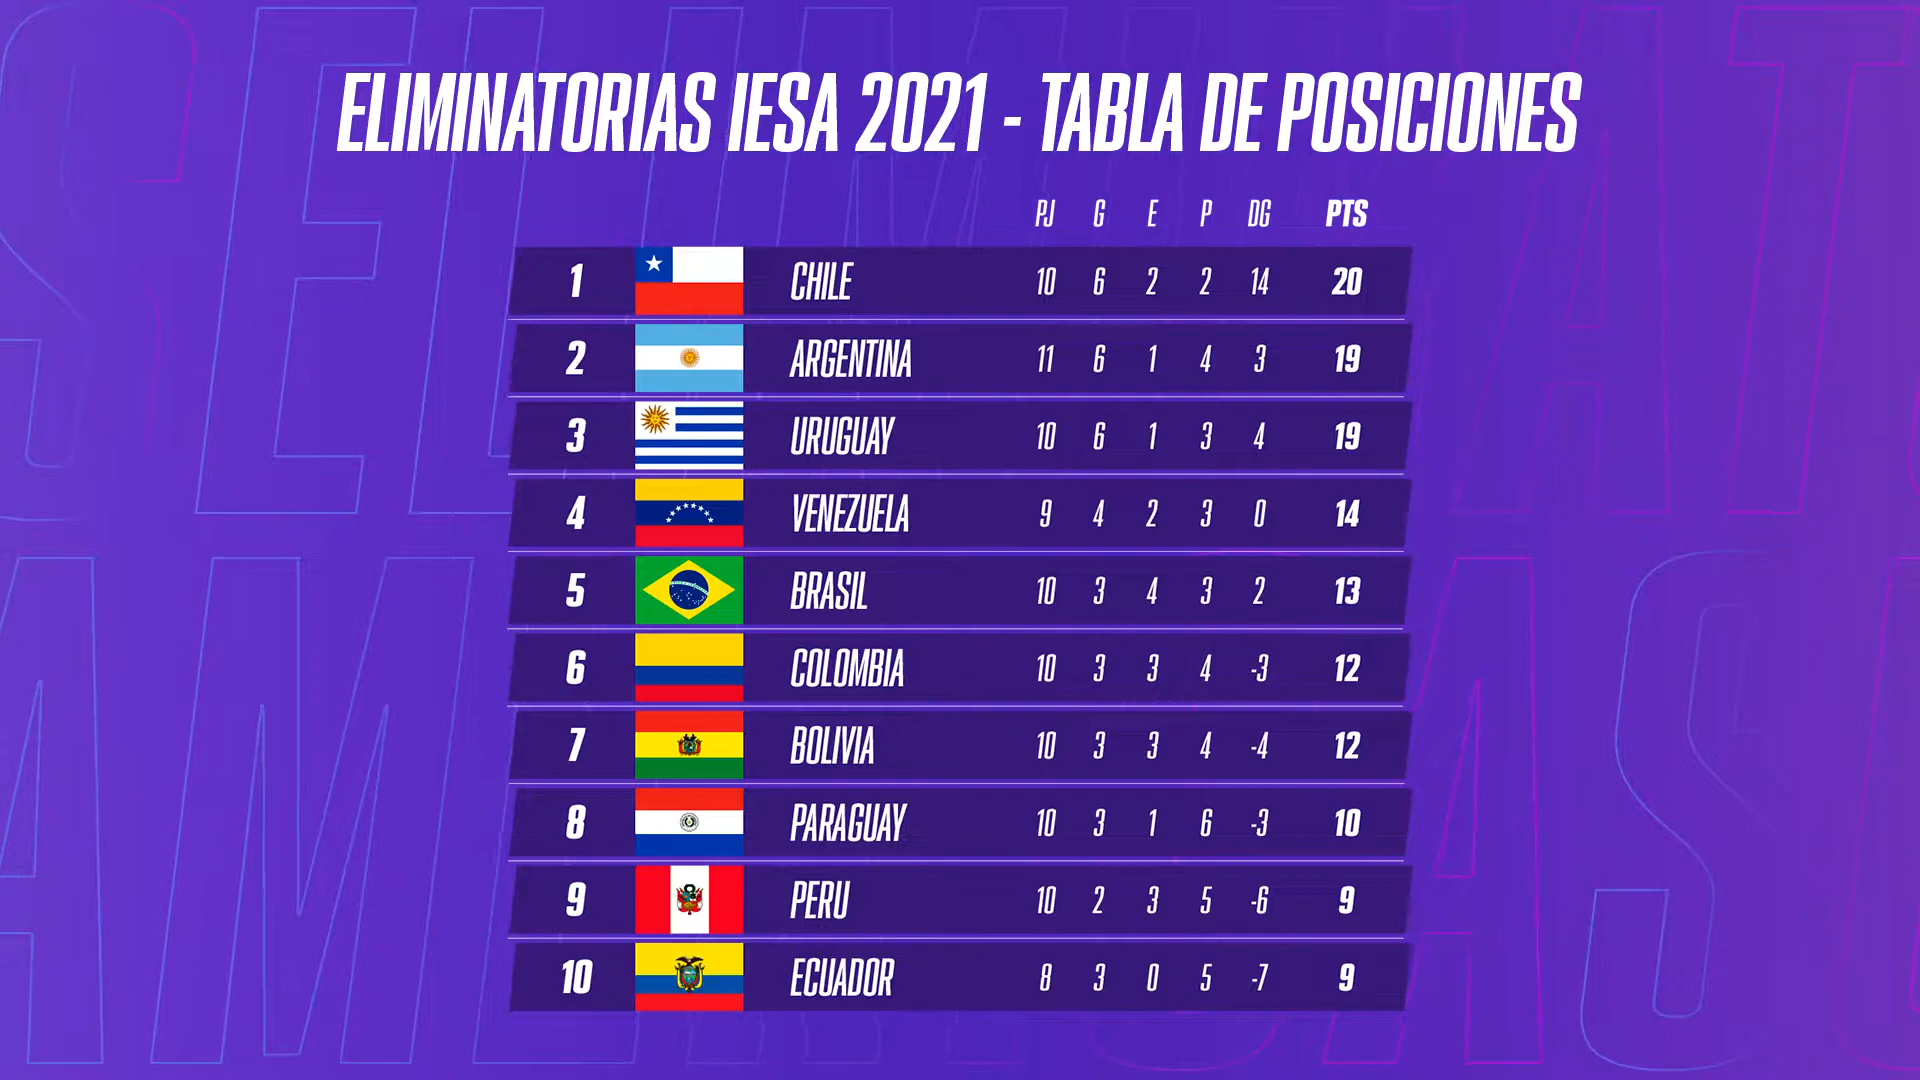 ELIMINATORIAS IESA 2021 - TABLA DE POSICIONES
PJ G E P DG PTS
1 CHILE 10 6 2 2 14 20
2 ARGENTINA 11 6 1 4 3 19
3 URUGUAY 10 6 1 3 4 19
4 VENEZUELA 9 4 2 3 0 14
5 BRASIL 10 3 4 3 2 13
6 COLOMBIA 10 3 3 4 -3 12
7 BOLIVIA 10 3 3 4 -4 12
8 PARAGUAY 10 3 1 6 -3 10
9 PERU 10 2 3 5 -6 9
10 ECUADOR 8 3 0 5 -7 9